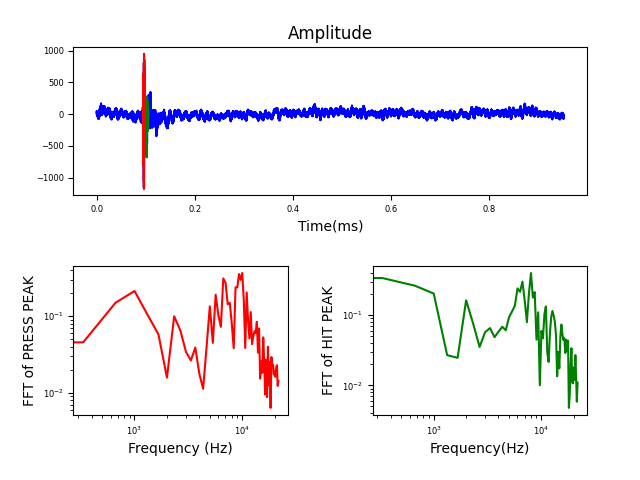 Amplitude
1000
500
0
−500
−1000
0.0 0.2 0.4 0.6 0.8
Time(ms)
FFT of PRESS PEAK
10⁻¹
10⁻²
10³ 10⁴
Frequency (Hz)
FFT of HIT PEAK
10⁻¹
10⁻²
10³ 10⁴
Frequency(Hz)